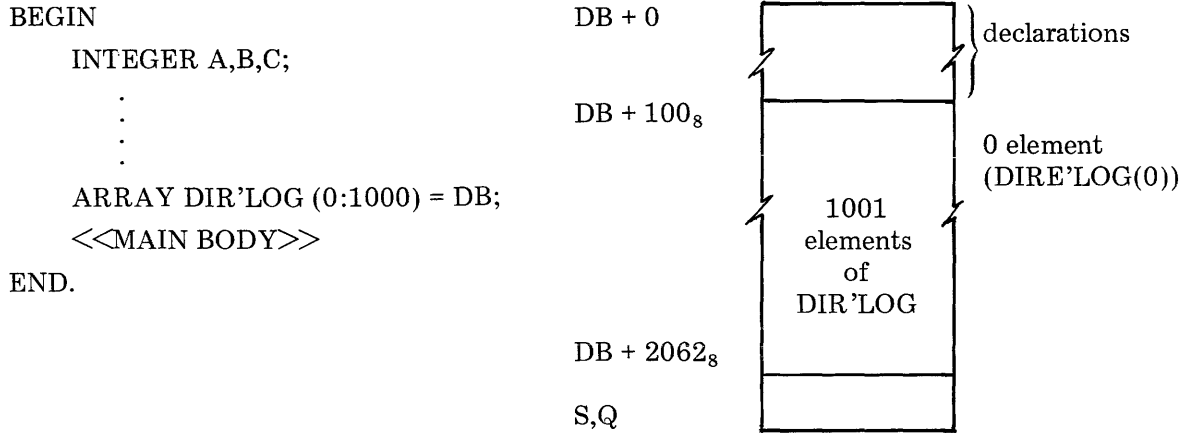 BEGIN
INTEGER A,B,C;
.
.
.
.
ARRAY DIR'LOG (0:1000) = DB;
<<MAIN BODY>>
END.
DB + 0
declarations
DB + 100₈
0 element
(DIRE'LOG(0))
1001
elements
of
DIR'LOG
DB + 2062₈
S,Q